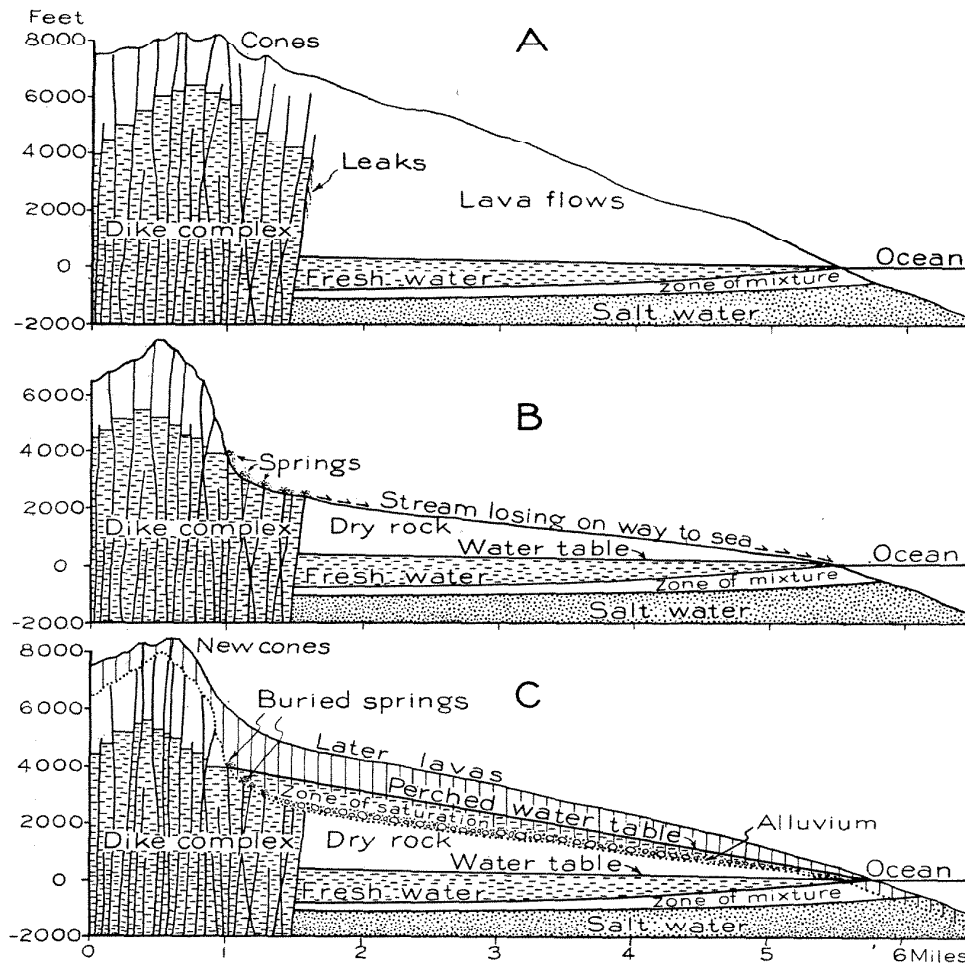 Feet
8000
6000
4000
2000
0
-2000
Cones
A
Leaks
Lava flows
Dike complex
Ocean
Fresh water
zone of mixture
Salt water
6000
4000
2000
0
-2000
B
Springs
Stream losing on way to sea
Dike complex
Dry rock
Water table
Ocean
Fresh water
Zone of mixture
Salt water
8000
6000
4000
2000
0
-2000
New cones
C
Buried springs
Later lavas
Perched water table
Zone of saturation
Alluvium
Dike complex
Dry rock
Water table
Ocean
Fresh water
Zone of mixture
Salt water
0 1 2 3 4 5 6 Miles